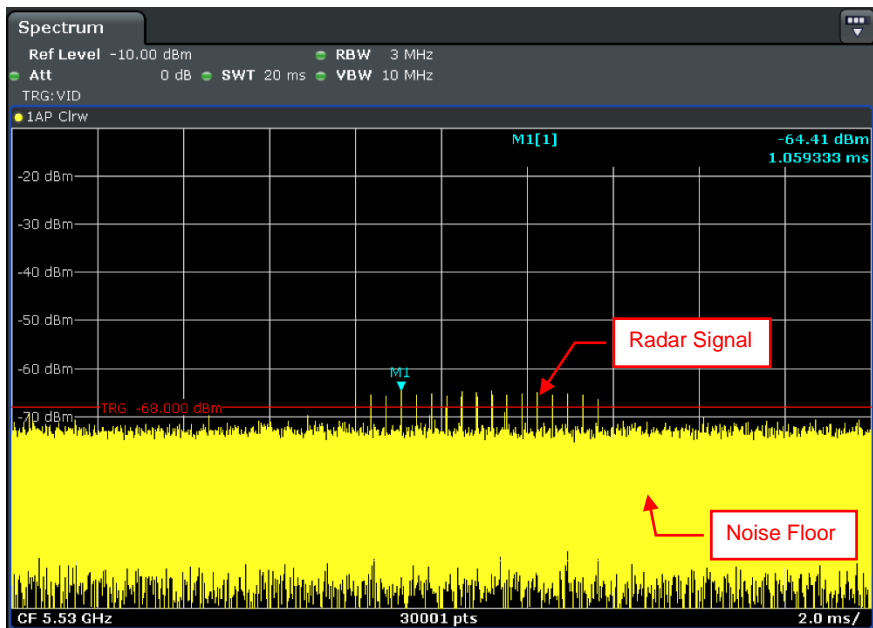 Spectrum
Ref Level -10.00 dBm RBW 3 MHz
Att 0 dB SWT 20 ms VBW 10 MHz
TRG:VID
1AP Clrw
M1[1] -64.41 dBm
1.059333 ms
-20 dBm
-30 dBm
-40 dBm
-50 dBm
Radar Signal
-60 dBm
M1
TRG -68.000 dBm
-70 dBm
Noise Floor
CF 5.53 GHz 30001 pts 2.0 ms/